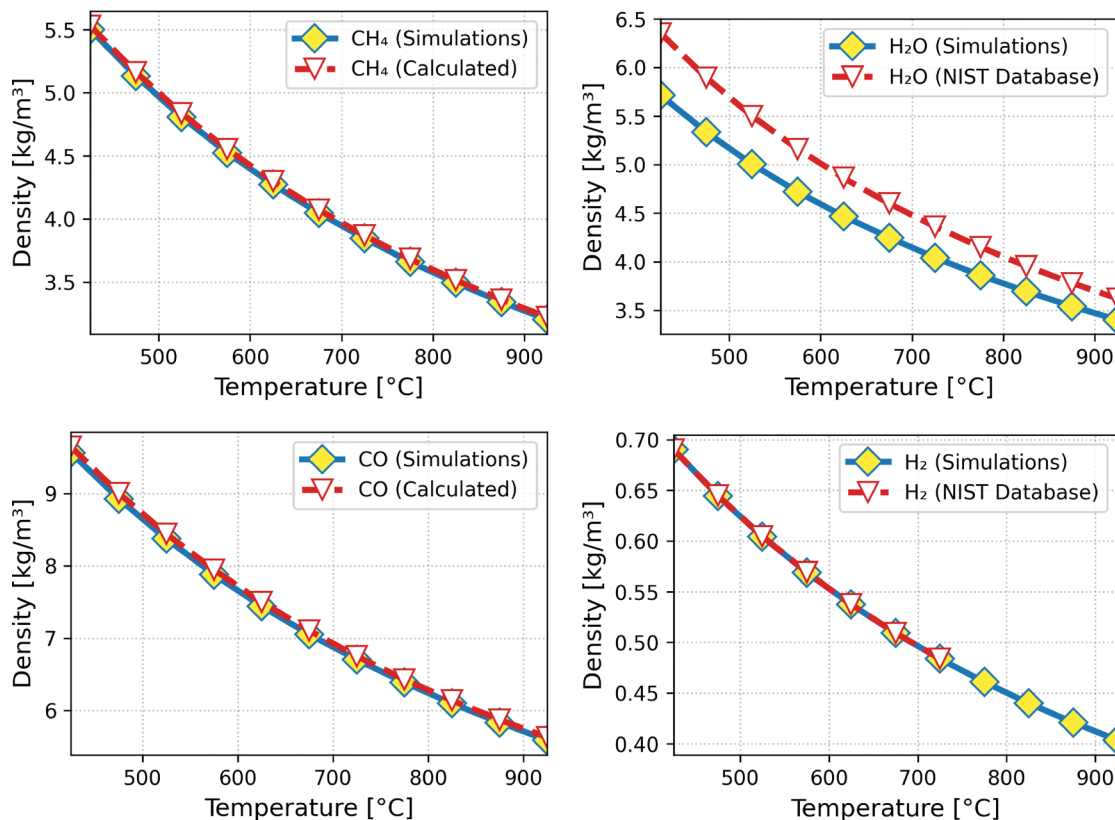 CH₄ (Simulations)
CH₄ (Calculated)
5.5
5.0
4.5
4.0
3.5
Density [kg/m³]
500 600 700 800 900
Temperature [°C]
H₂O (Simulations)
H₂O (NIST Database)
6.5
6.0
5.5
5.0
4.5
4.0
3.5
Density [kg/m³]
500 600 700 800 900
Temperature [°C]
CO (Simulations)
CO (Calculated)
9
8
7
6
Density [kg/m³]
500 600 700 800 900
Temperature [°C]
H₂ (Simulations)
H₂ (NIST Database)
0.70
0.65
0.60
0.55
0.50
0.45
0.40
Density [kg/m³]
500 600 700 800 900
Temperature [°C]